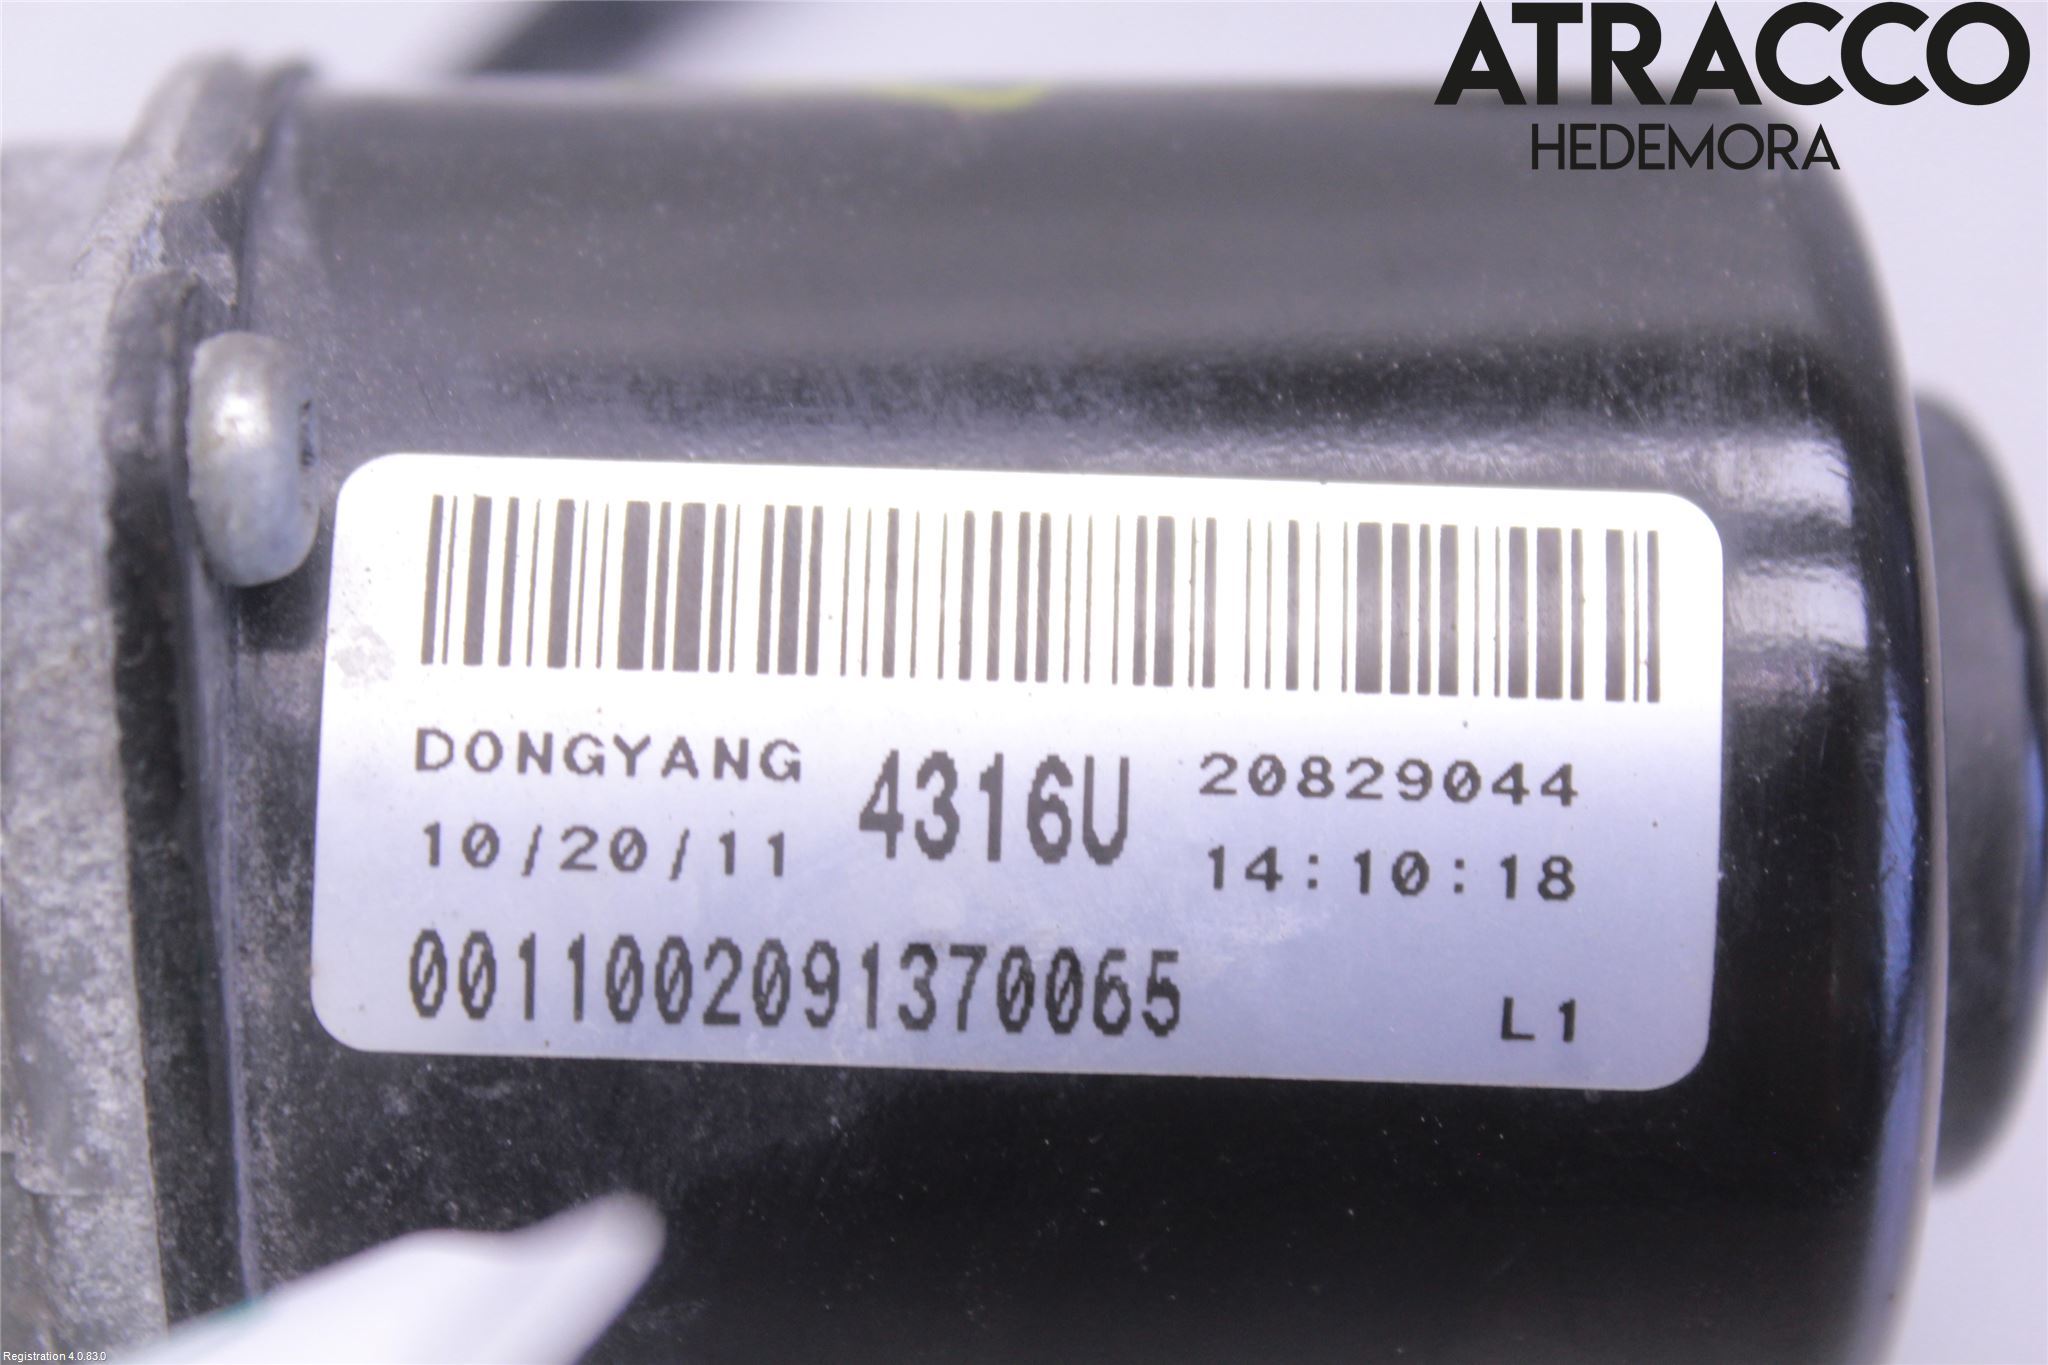 ATRACCO
HEDEMORA
DONGYANG 4316U 20829044
10/20/11 14:10:18
0011002091370065 L1
Registration 4.0.83.0